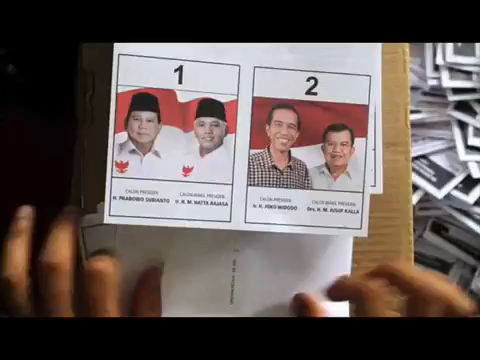 1
2
CALON PRESIDEN
H. PRABOWO SUBIANTO
CALON WAKIL PRESIDEN
Ir. H. M. HATTA RAJASA
CALON PRESIDEN
Ir. H. JOKO WIDODO
CALON WAKIL PRESIDEN
Drs. H. M. JUSUF KALLA